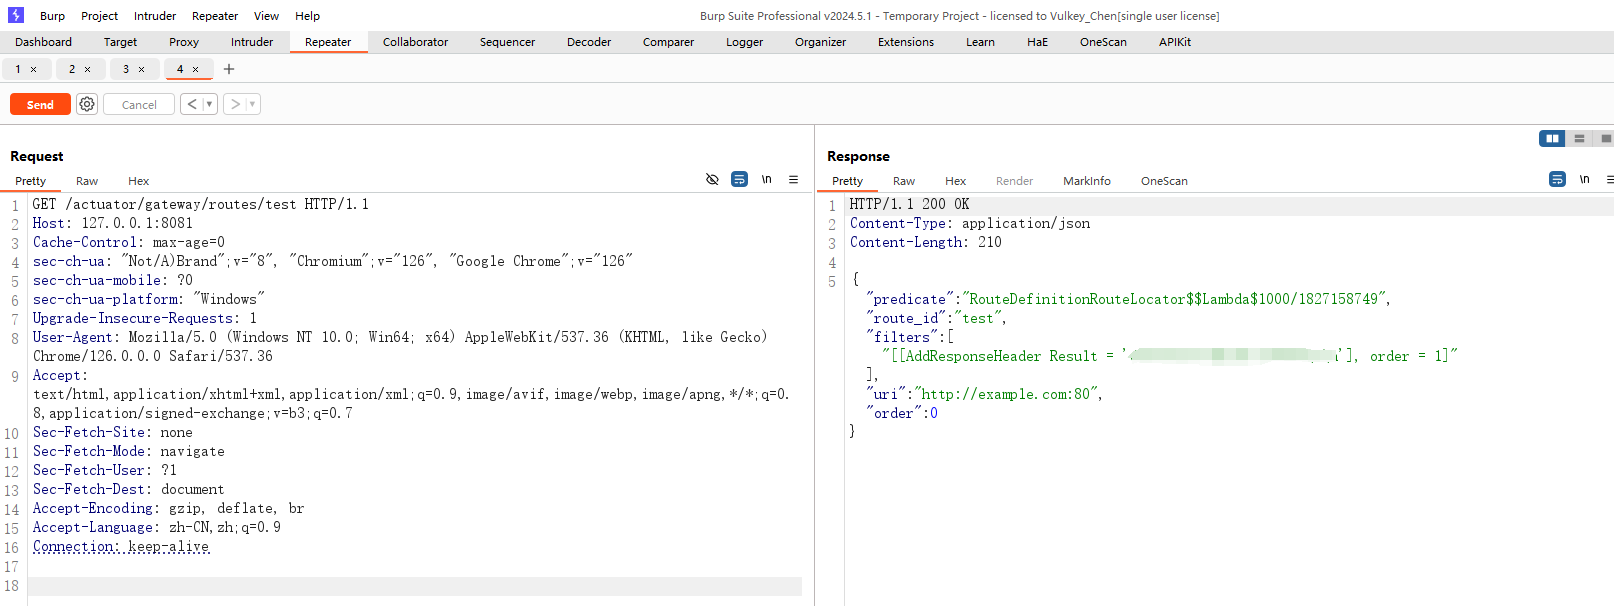 Burp Project Intruder Repeater View Help Burp Suite Professional v2024.5.1 - Temporary Project - licensed to Vulkey_Chen[single user license]
Dashboard Target Proxy Intruder Repeater Collaborator Sequencer Decoder Comparer Logger Organizer Extensions Learn HaE OneScan APIKit
1 × 2 × 3 × 4 × +
Send Cancel < ▾ > ▾
Request
Pretty Raw Hex \n
1 GET /actuator/gateway/routes/test HTTP/1.1
2 Host: 127.0.0.1:8081
3 Cache-Control: max-age=0
4 sec-ch-ua: "Not/A)Brand";v="8", "Chromium";v="126", "Google Chrome";v="126"
5 sec-ch-ua-mobile: ?0
6 sec-ch-ua-platform: "Windows"
7 Upgrade-Insecure-Requests: 1
8 User-Agent: Mozilla/5.0 (Windows NT 10.0; Win64; x64) AppleWebKit/537.36 (KHTML, like Gecko)
Chrome/126.0.0.0 Safari/537.36
9 Accept:
text/html,application/xhtml+xml,application/xml;q=0.9,image/avif,image/webp,image/apng,*/*;q=0.
8,application/signed-exchange;v=b3;q=0.7
10 Sec-Fetch-Site: none
11 Sec-Fetch-Mode: navigate
12 Sec-Fetch-User: ?1
13 Sec-Fetch-Dest: document
14 Accept-Encoding: gzip, deflate, br
15 Accept-Language: zh-CN,zh;q=0.9
16 Connection: keep-alive
17
18
Response
Pretty Raw Hex Render MarkInfo OneScan \n
1 HTTP/1.1 200 OK
2 Content-Type: application/json
3 Content-Length: 210
4
5 {
"predicate":"RouteDefinitionRouteLocator$$Lambda$1000/1827158749",
"route_id":"test",
"filters":[
"[[AddResponseHeader Result = ' '], order = 1]"
],
"uri":"http://example.com:80",
"order":0
}